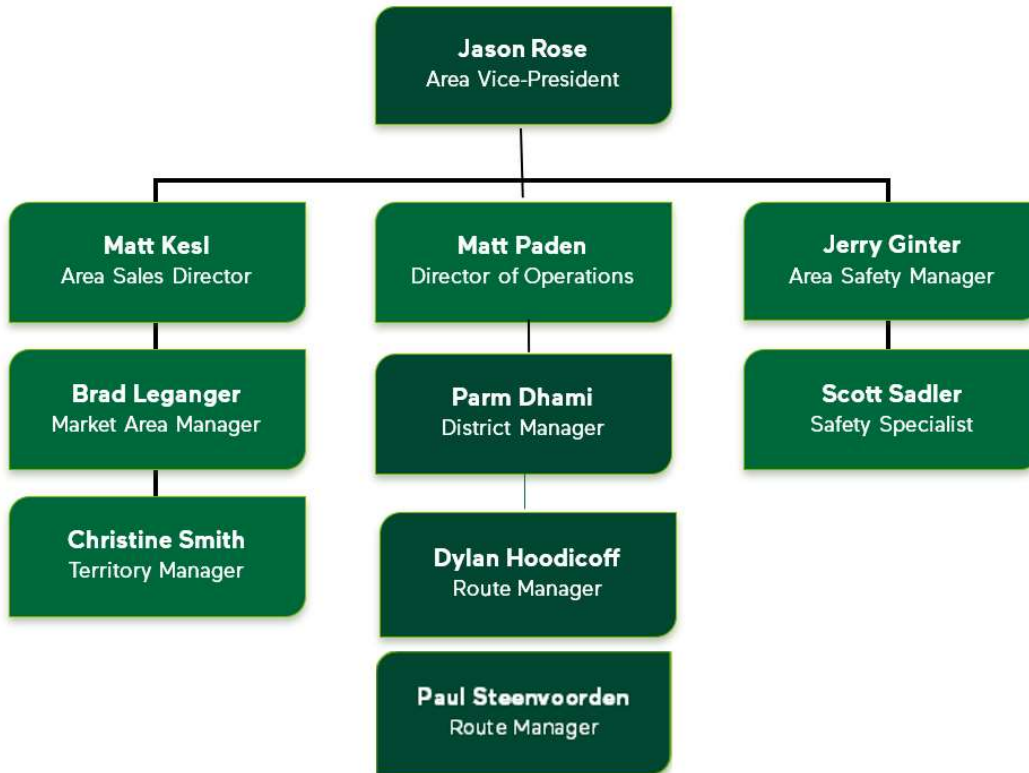 Jason Rose
Area Vice-President
Matt Kesl
Area Sales Director
Matt Paden
Director of Operations
Jerry Ginter
Area Safety Manager
Brad Leganger
Market Area Manager
Parm Dhami
District Manager
Scott Sadler
Safety Specialist
Christine Smith
Territory Manager
Dylan Hoodicoff
Route Manager
Paul Steenvoorden
Route Manager